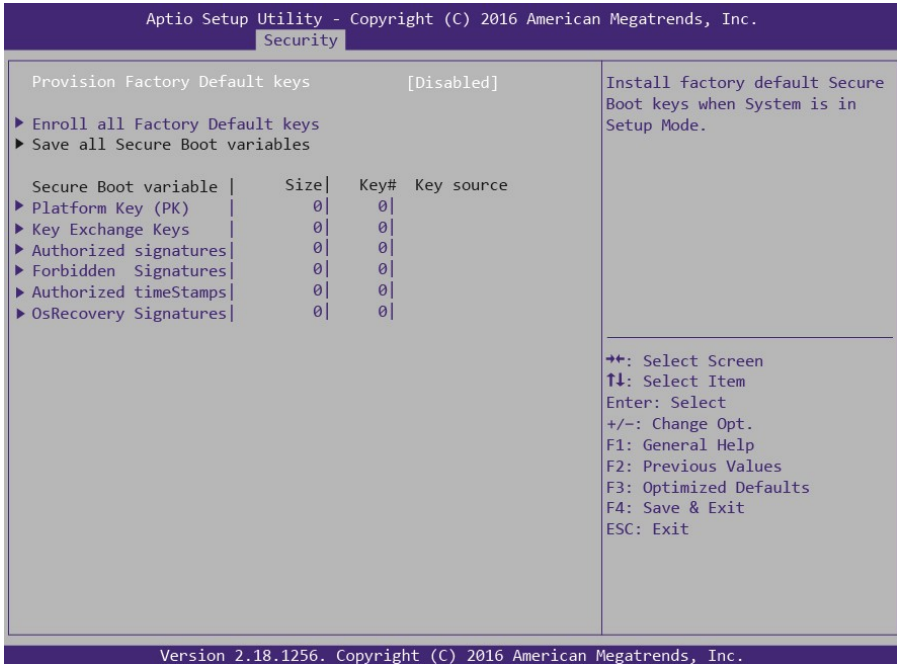 Aptio Setup Utility - Copyright (C) 2016 American Megatrends, Inc.
Security
Provision Factory Default keys [Disabled]
▶ Enroll all Factory Default keys
▶ Save all Secure Boot variables
Secure Boot variable | Size| Key# Key source
▶ Platform Key (PK) | 0| 0|
▶ Key Exchange Keys | 0| 0|
▶ Authorized signatures| 0| 0|
▶ Forbidden Signatures| 0| 0|
▶ Authorized timeStamps| 0| 0|
▶ OsRecovery Signatures| 0| 0|
Install factory default Secure
Boot keys when System is in
Setup Mode.
→←: Select Screen
↑↓: Select Item
Enter: Select
+/−: Change Opt.
F1: General Help
F2: Previous Values
F3: Optimized Defaults
F4: Save & Exit
ESC: Exit
Version 2.18.1256. Copyright (C) 2016 American Megatrends, Inc.